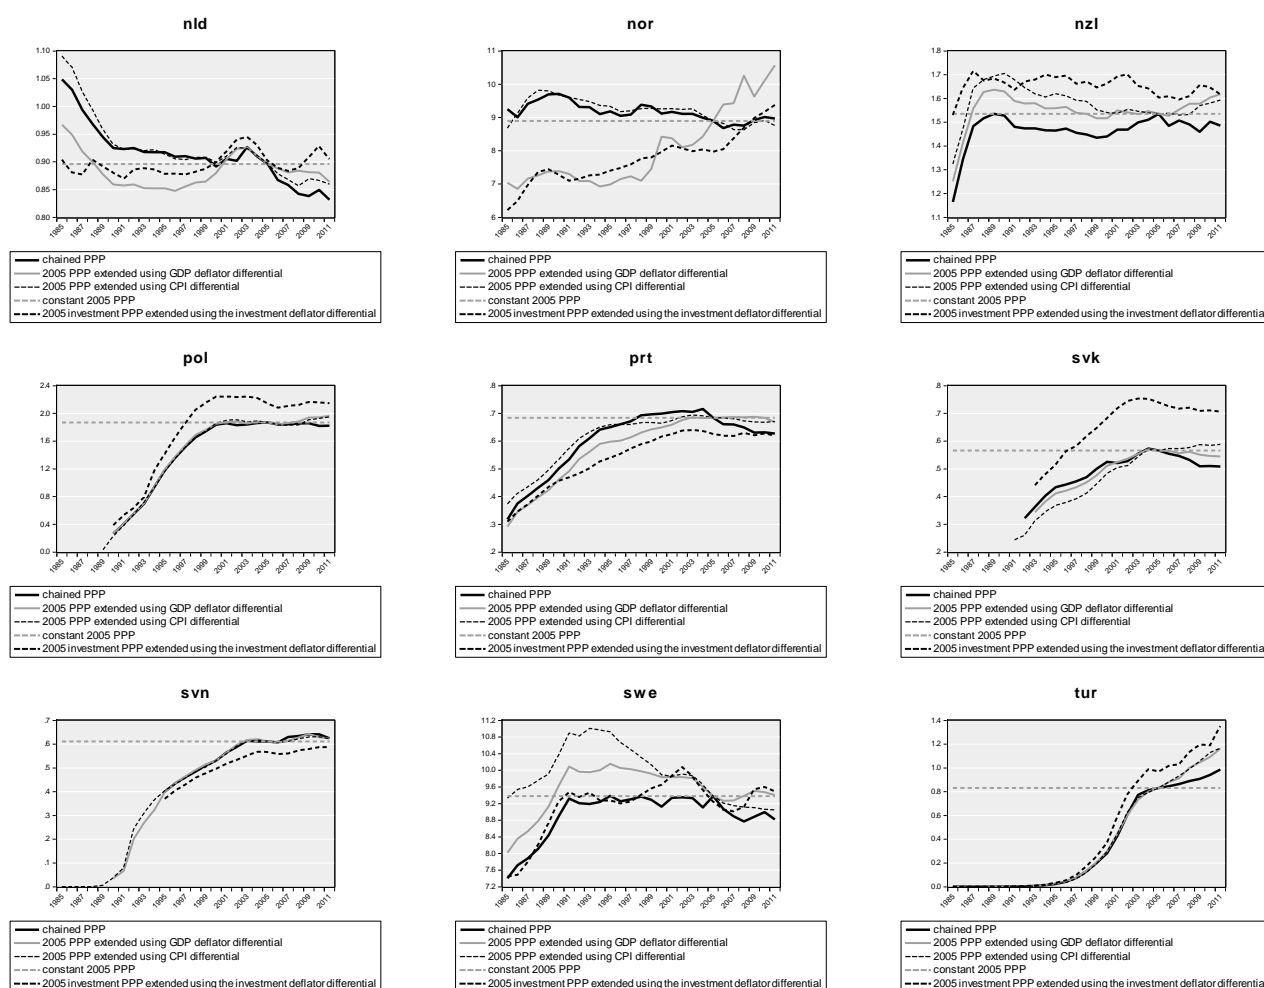 nld
1.10
1.05
1.00
0.95
0.90
0.85
0.80
1985 1987 1989 1991 1993 1995 1997 1999 2001 2003 2005 2007 2009 2011
chained PPP
2005 PPP extended using GDP deflator differential
2005 PPP extended using CPI differential
constant 2005 PPP
2005 investment PPP extended using the investment deflator differential
nor
11
10
9
8
7
6
1985 1987 1989 1991 1993 1995 1997 1999 2001 2003 2005 2007 2009 2011
chained PPP
2005 PPP extended using GDP deflator differential
2005 PPP extended using CPI differential
constant 2005 PPP
2005 investment PPP extended using the investment deflator differential
nzl
1.8
1.7
1.6
1.5
1.4
1.3
1.2
1.1
1985 1987 1989 1991 1993 1995 1997 1999 2001 2003 2005 2007 2009 2011
chained PPP
2005 PPP extended using GDP deflator differential
2005 PPP extended using CPI differential
constant 2005 PPP
2005 investment PPP extended using the investment deflator differential
pol
2.4
2.0
1.6
1.2
0.8
0.4
0.0
1985 1987 1989 1991 1993 1995 1997 1999 2001 2003 2005 2007 2009 2011
chained PPP
2005 PPP extended using GDP deflator differential
2005 PPP extended using CPI differential
constant 2005 PPP
2005 investment PPP extended using the investment deflator differential
prt
.8
.7
.6
.5
.4
.3
.2
1985 1987 1989 1991 1993 1995 1997 1999 2001 2003 2005 2007 2009 2011
chained PPP
2005 PPP extended using GDP deflator differential
2005 PPP extended using CPI differential
constant 2005 PPP
2005 investment PPP extended using the investment deflator differential
svk
.8
.7
.6
.5
.4
.3
.2
1985 1987 1989 1991 1993 1995 1997 1999 2001 2003 2005 2007 2009 2011
chained PPP
2005 PPP extended using GDP deflator differential
2005 PPP extended using CPI differential
constant 2005 PPP
2005 investment PPP extended using the investment deflator differential
svn
.7
.6
.5
.4
.3
.2
.1
.0
1985 1987 1989 1991 1993 1995 1997 1999 2001 2003 2005 2007 2009 2011
chained PPP
2005 PPP extended using GDP deflator differential
2005 PPP extended using CPI differential
constant 2005 PPP
2005 investment PPP extended using the investment deflator differential
swe
11.2
10.8
10.4
10.0
9.6
9.2
8.8
8.4
8.0
7.6
7.2
1985 1987 1989 1991 1993 1995 1997 1999 2001 2003 2005 2007 2009 2011
chained PPP
2005 PPP extended using GDP deflator differential
2005 PPP extended using CPI differential
constant 2005 PPP
2005 investment PPP extended using the investment deflator differential
tur
1.4
1.2
1.0
0.8
0.6
0.4
0.2
0.0
1985 1987 1989 1991 1993 1995 1997 1999 2001 2003 2005 2007 2009 2011
chained PPP
2005 PPP extended using GDP deflator differential
2005 PPP extended using CPI differential
constant 2005 PPP
2005 investment PPP extended using the investment deflator differential